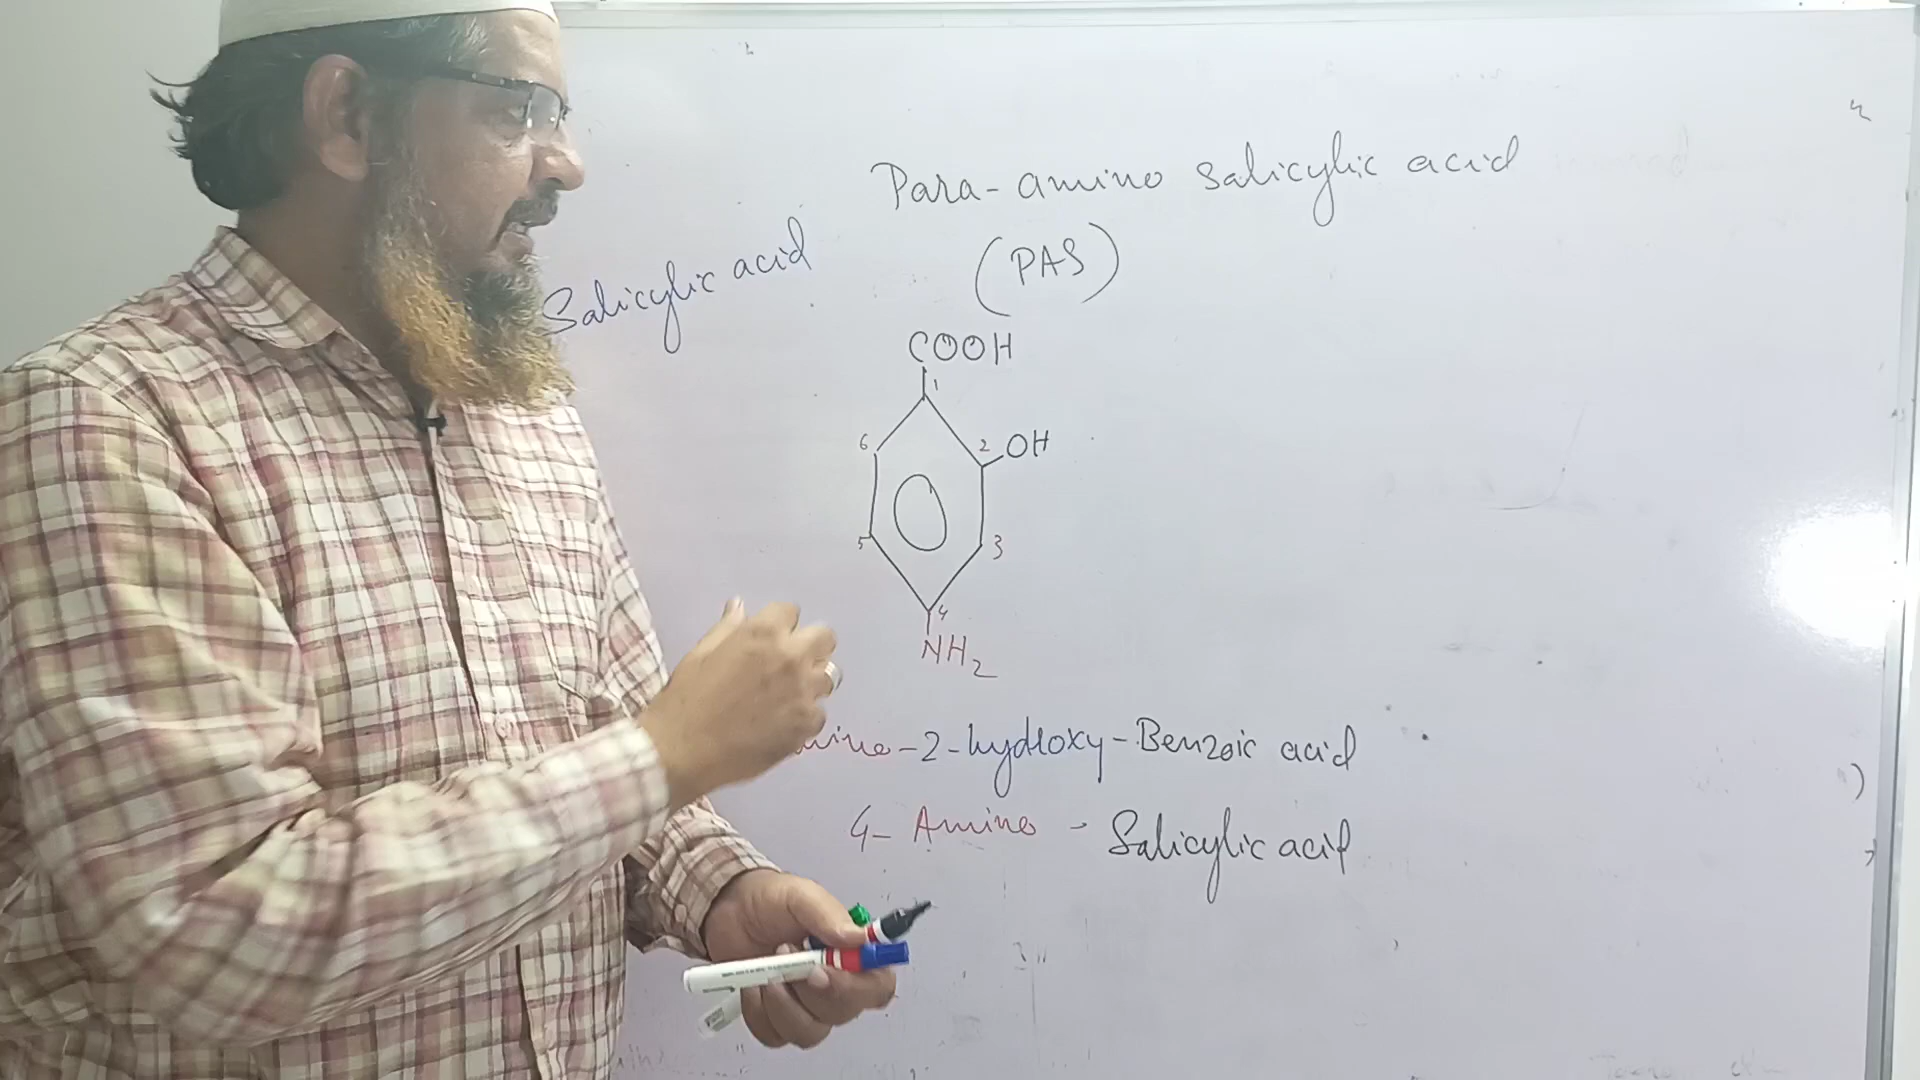 Para-amino salicylic acid
Salicylic acid
(PAS)
COOH
1
6
2 OH
5
3
4
NH2
-2-hydroxy-Benzoic acid
4- Amino - Salicylic acid